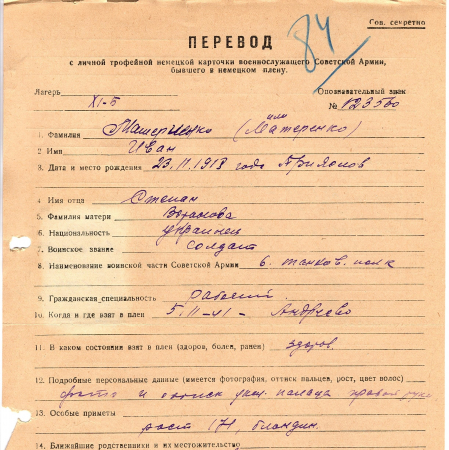 Сов. секретно
84
ПЕРЕВОД
с личной трофейной немецкой карточки военнослужащего Советской Армии,
бывшего в немецком плену.
Лагерь XI-Б
Опознавательный знак
№ 123560
или
1 Фамилия Матерненко (Матеренко)
2 Имя Иван
3. Дата и место рождения 23.11.1918 года
4 Имя отца Степан
5 Фамилия матери
6. Национальность украинец
7 Воинское звание солдат
8 Наименование воинской части Советской Армии 6. танков. полк
9. Гражданская специальность рабочий
10. Когда и где взят в плен 5.11-41 - Андреево
11. В каком состоянии взят в плен (здоров, болен, ранен) здоров
12. Подробные персональные данные (имеется фотография, оттиск пальцев, рост, цвет волос)
фото и оттиск указ. пальца правой руки
13. Особые приметы
рост 171, блондин.
14. Ближайшие родственники и их местожительство